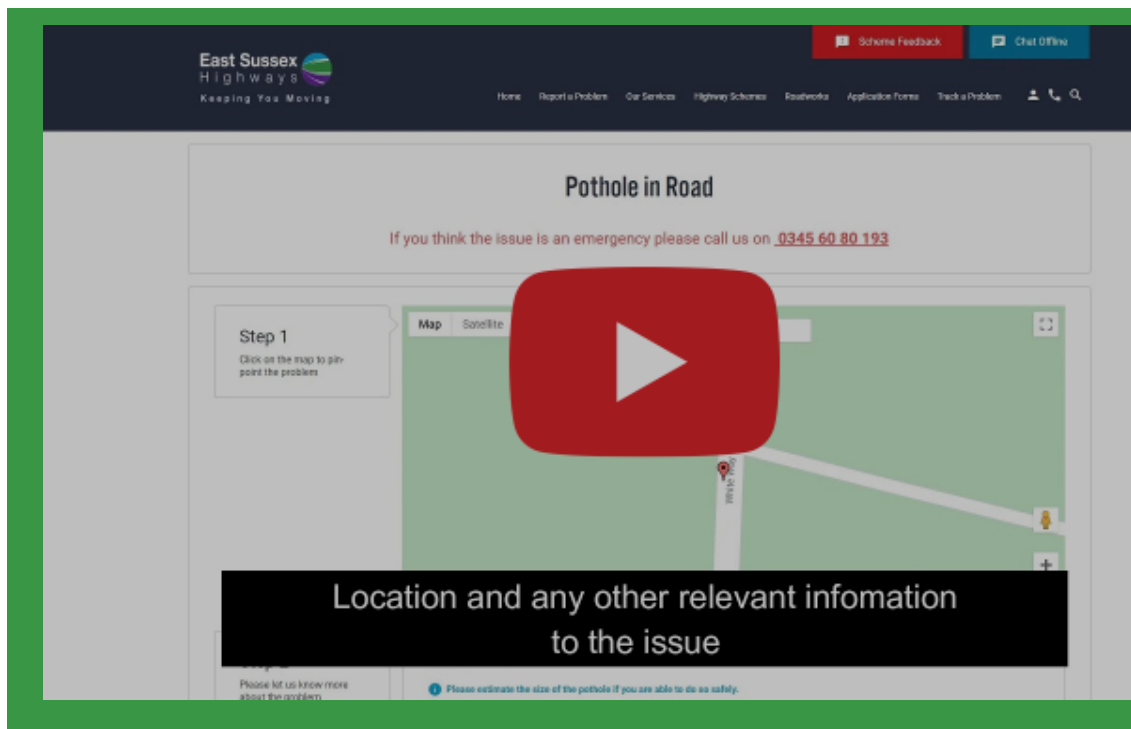 Scheme Feedback
Chat Offline
East Sussex
Highways
Keeping You Moving
Home Report a Problem Our Services Highway Schemes Roadworks Application Forms Track a Problem
Pothole in Road
If you think the issue is an emergency please call us on 0345 60 80 193
Step 1
Click on the map to pin-
point the problem
Map Satellite
White Way
Location and any other relevant infomation
to the issue
Please let us know more
about the problem
Please estimate the size of the pothole if you are able to do so safely.